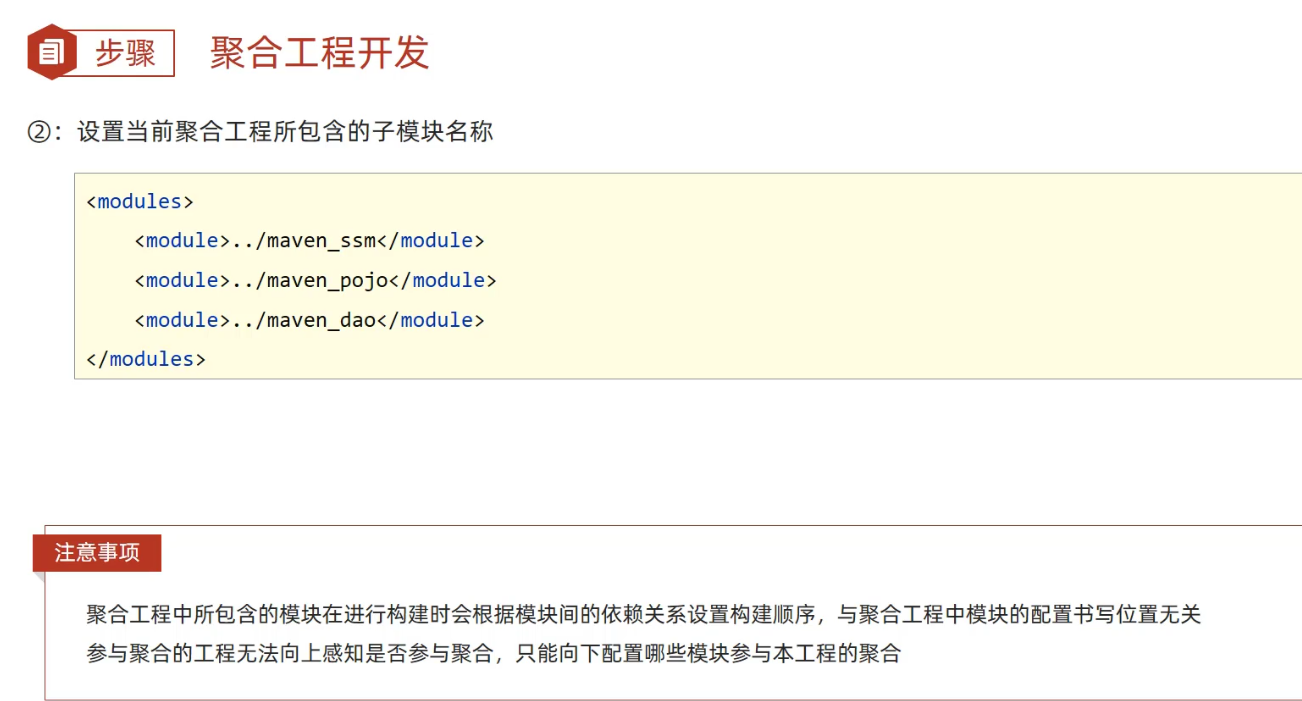 步骤 聚合工程开发
②：设置当前聚合工程所包含的子模块名称
<modules>
    <module>../maven_ssm</module>
    <module>../maven_pojo</module>
    <module>../maven_dao</module>
</modules>
注意事项
聚合工程中所包含的模块在进行构建时会根据模块间的依赖关系设置构建顺序，与聚合工程中模块的配置书写位置无关
参与聚合的工程无法向上感知是否参与聚合，只能向下配置哪些模块参与本工程的聚合